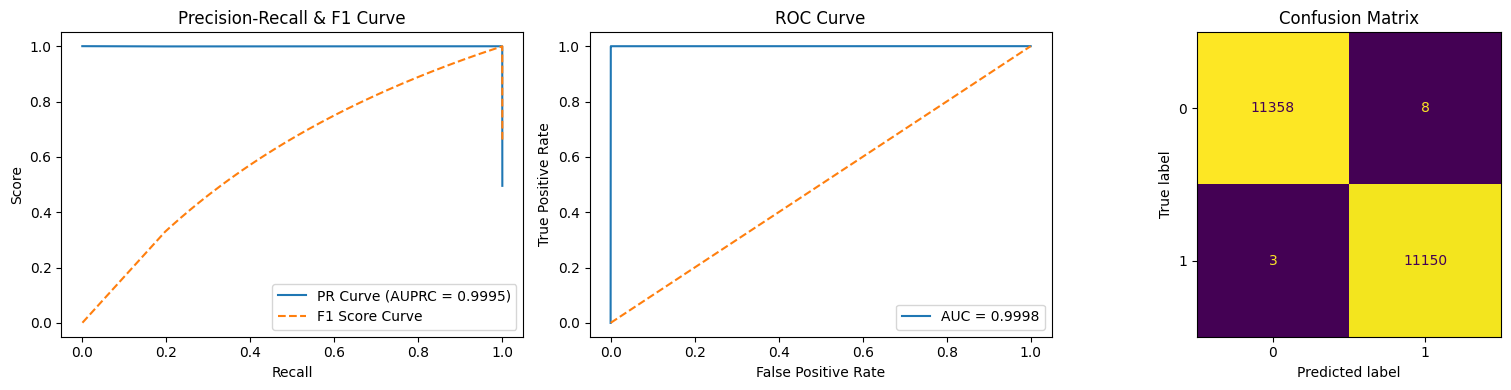 Precision-Recall & F1 Curve
1.0
0.8
0.6
0.4
0.2
0.0
Score
0.0 0.2 0.4 0.6 0.8 1.0
Recall
PR Curve (AUPRC = 0.9995)
F1 Score Curve
ROC Curve
1.0
0.8
0.6
0.4
0.2
0.0
True Positive Rate
0.0 0.2 0.4 0.6 0.8 1.0
False Positive Rate
AUC = 0.9998
Confusion Matrix
True label
0
1
11358 8
3 11150
0 1
Predicted label